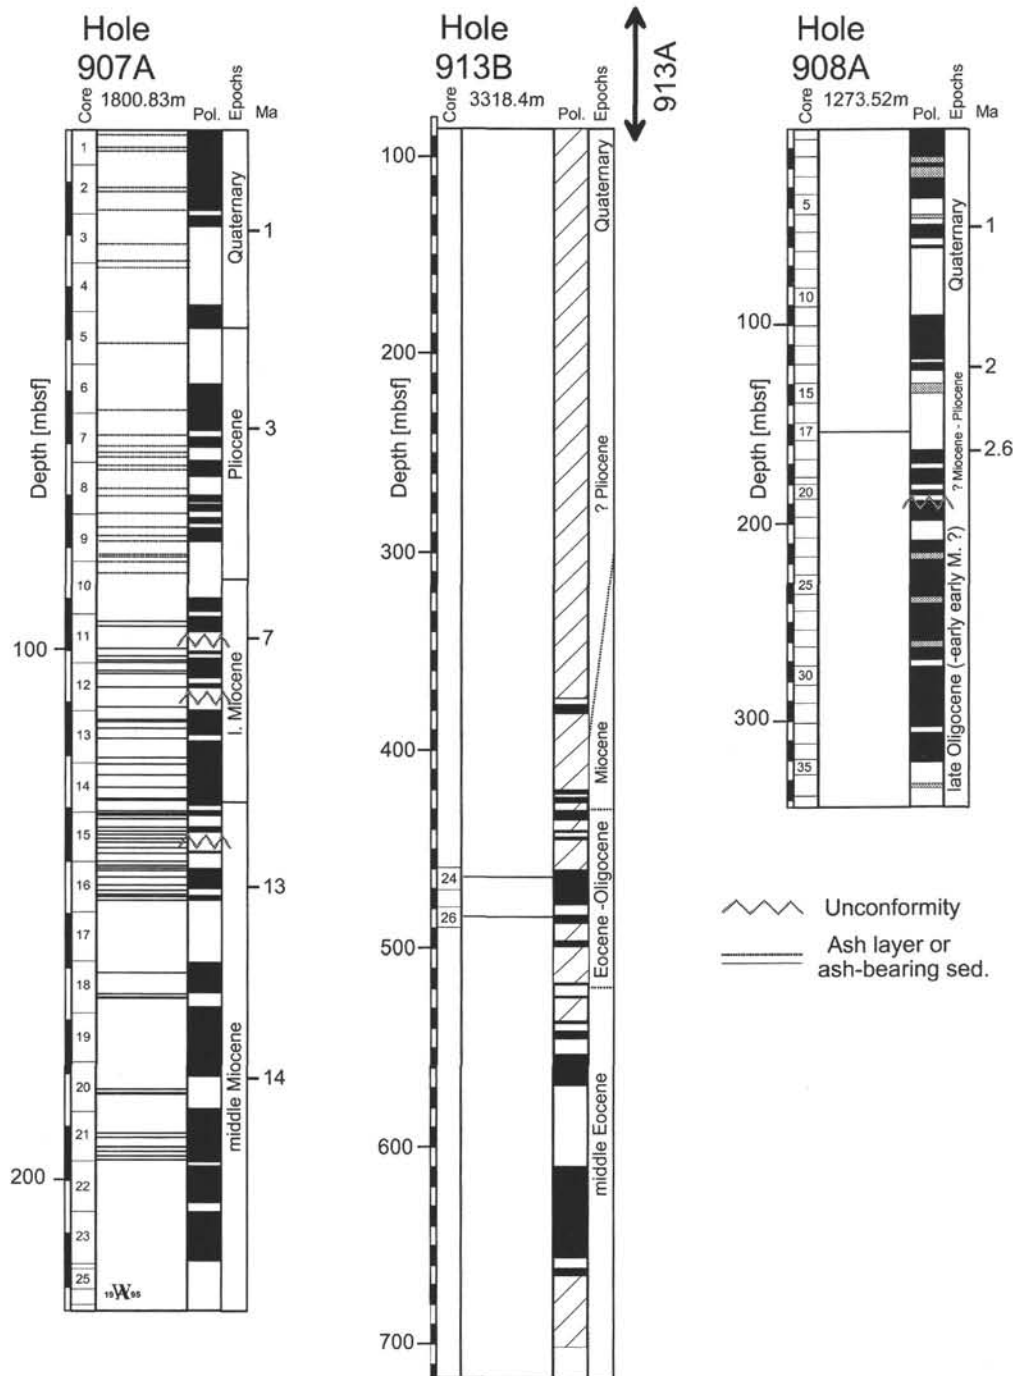 Hole
907A
Core
1800.83m
Pol.
Epochs
Ma
Depth [mbsf]
100
200
1
2
3
4
5
6
7
8
9
10
11
12
13
14
15
16
17
18
19
20
21
22
23
25
Quaternary
Pliocene
l. Miocene
middle Miocene
1
3
7
13
14
19 WA 95
Hole
913B
913A
Core
3318.4m
Pol.
Epochs
Depth [mbsf]
100
200
300
400
500
600
700
24
26
Quaternary
? Pliocene
Miocene
Eocene -Oligocene
middle Eocene
Hole
908A
Core
1273.52m
Pol.
Epochs
Ma
Depth [mbsf]
100
200
300
5
10
15
17
20
25
30
35
Quaternary
? Miocene - Pliocene
late Oligocene (-early early M. ?)
1
2
2.6
Unconformity
Ash layer or
ash-bearing sed.